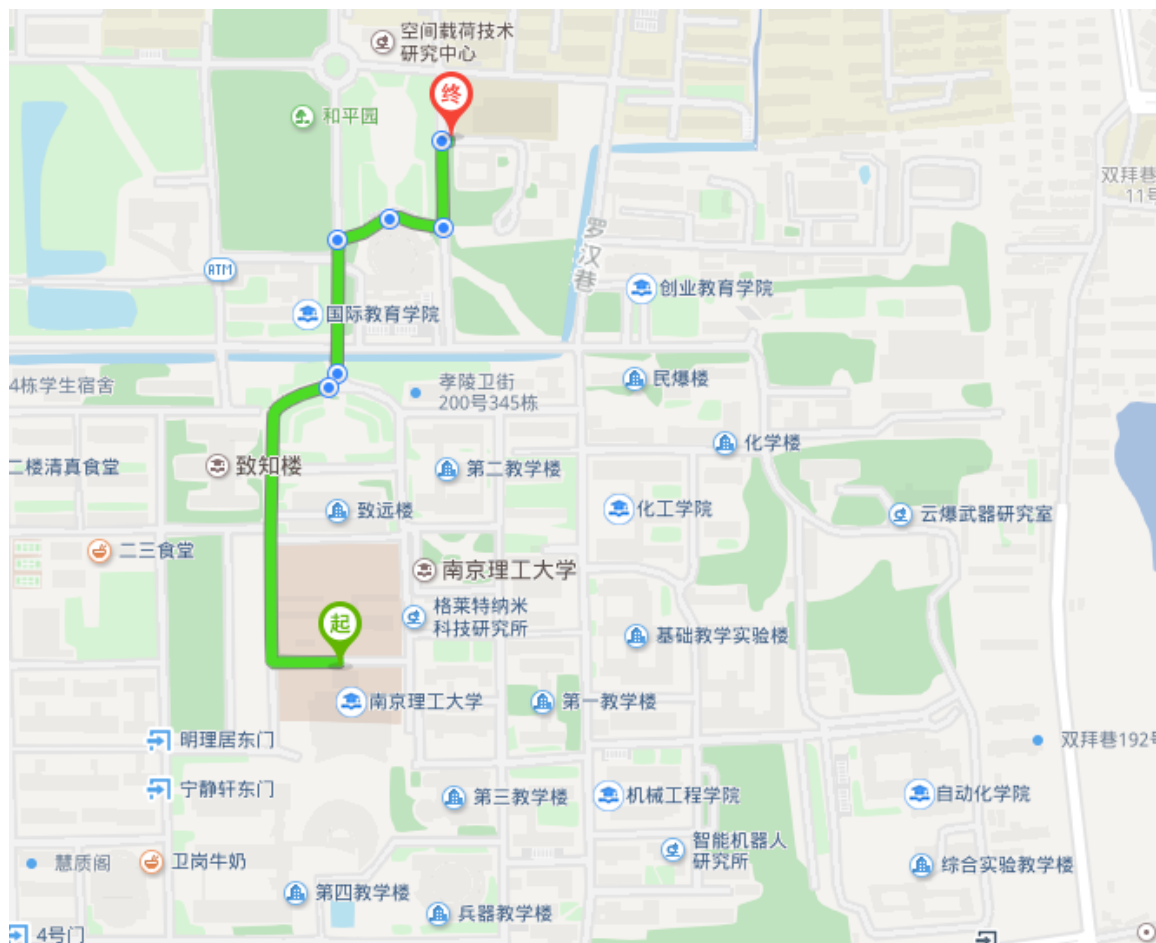 空间载荷技术
研究中心
终
和平园
双拜巷
11号
罗汉巷
ATM
创业教育学院
国际教育学院
4栋学生宿舍
孝陵卫街
200号345栋
民爆楼
化学楼
二楼清真食堂
致知楼
第二教学楼
致远楼
化工学院
云爆武器研究室
二三食堂
南京理工大学
起
格莱特纳米
科技研究所
基础教学实验楼
南京理工大学
第一教学楼
明理居东门
双拜巷192号
宁静轩东门
第三教学楼
机械工程学院
自动化学院
智能机器人
研究所
慧质阁
卫岗牛奶
综合实验教学楼
第四教学楼
兵器教学楼
4号门